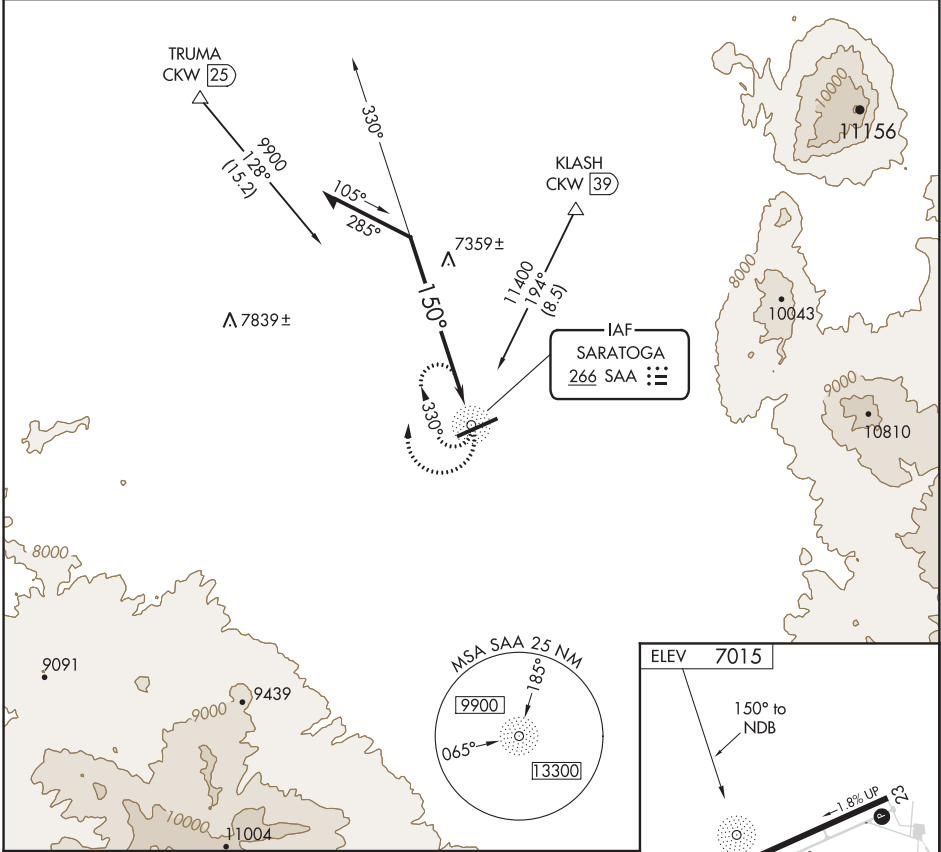 TRUMA
CKW 25
9900
128°
(15.2)
330°
105°
285°
7359±
KLASH
CKW 39
11400
194°
(8.5)
10000
11156
8000
10043
9000
10810
7839±
150°
IAF
SARATOGA
266 SAA
330°
8000
9091
9439
9000
10000
11004
MSA SAA 25 NM
185°
9900
065°
13300
ELEV 7015
150° to
NDB
1.8% UP
23
P